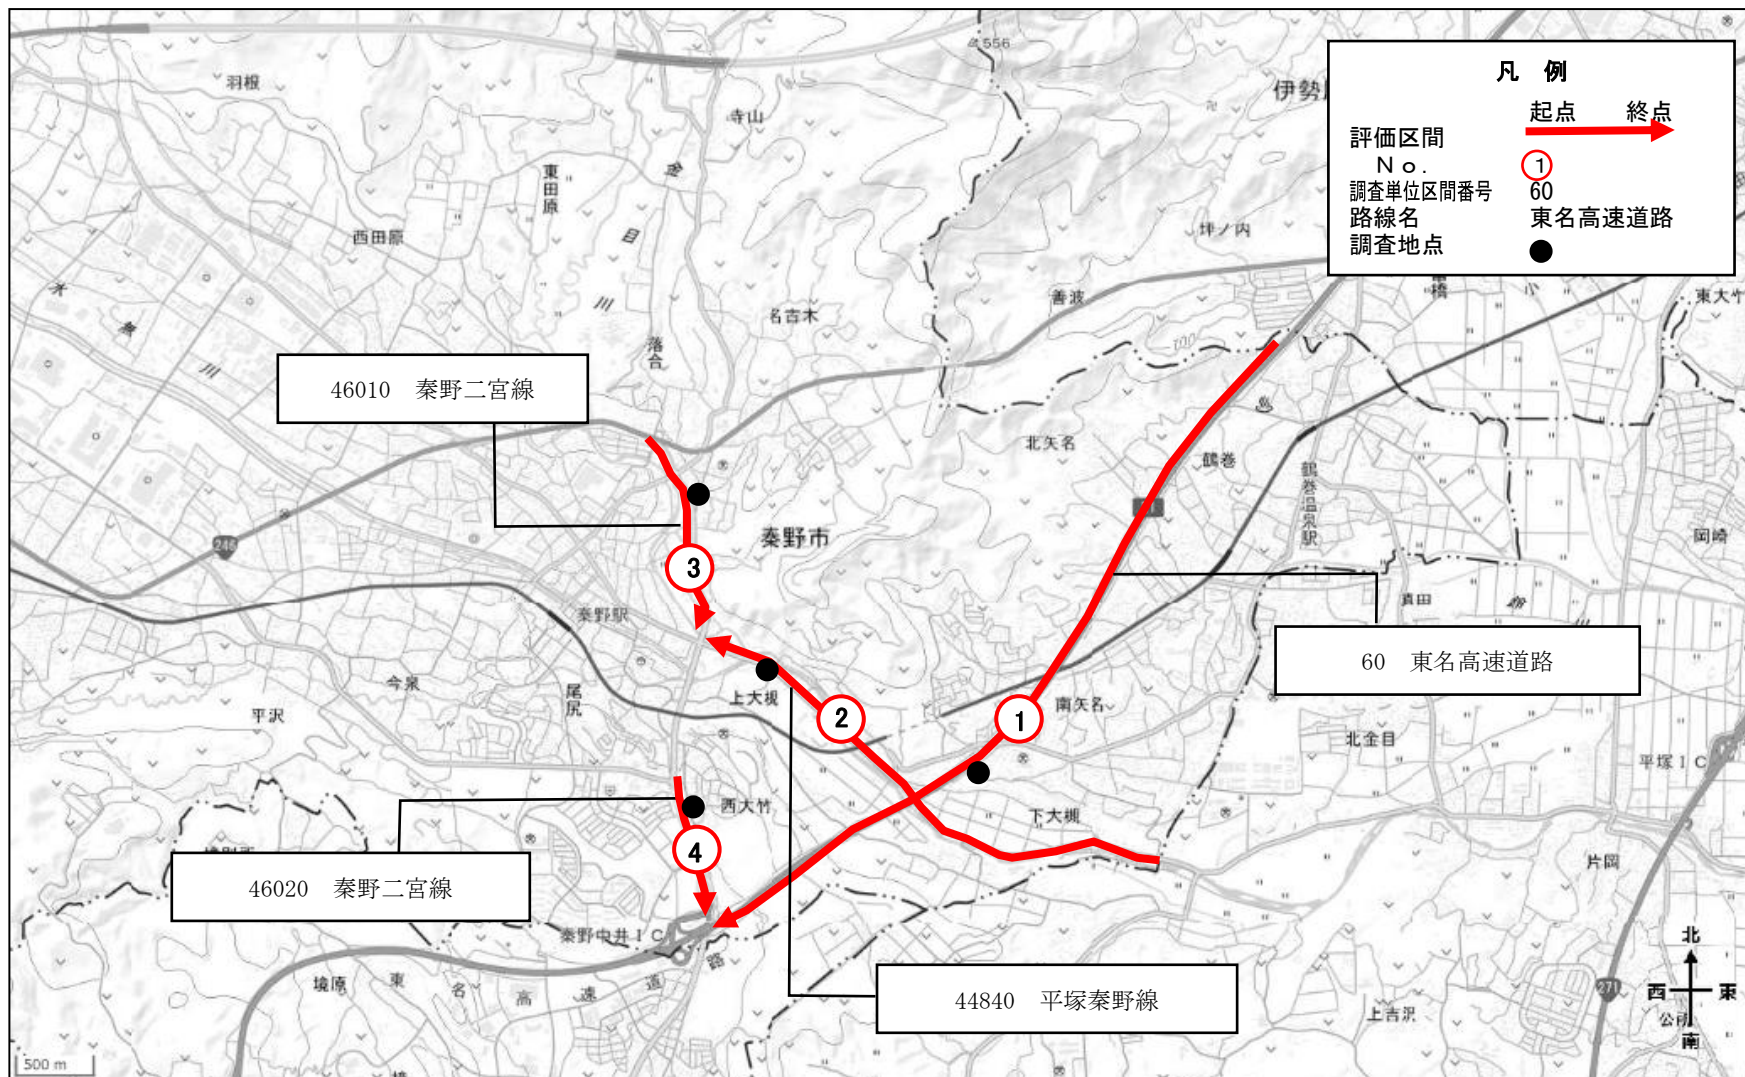 556
凡 例
起点 終点
評価区間
Ｎｏ.
1
調査単位区間番号 60
路線名 東名高速道路
調査地点
羽根
寺山
東田原
金目川
西田原
坪ノ内
善波
名古木
落合
水無川
東大竹
46010 秦野二宮線
北矢名
鶴巻
鶴巻温泉駅
秦野市
岡崎
246
3
秦野駅
真田
60 東名高速道路
今泉
尾尻
上大槻
平沢
2
南矢名
1
北金目
平塚ＩＣ
西大竹
下大槻
4
片岡
46020 秦野二宮線
秦野中井ＩＣ
境原
東名高速道路
44840 平塚秦野線
271
上吉沢
北
西 東
南
公所
500 m